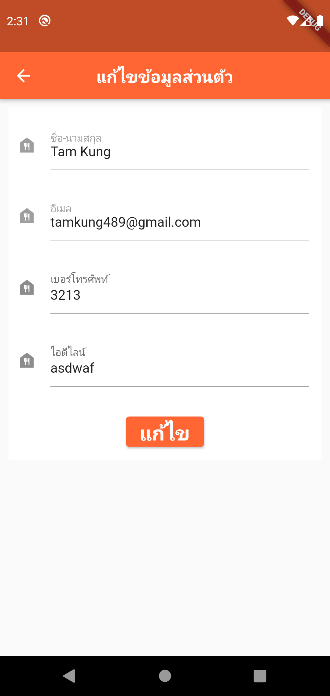 2:31
DEBUG
แก้ไขข้อมูลส่วนตัว
ชื่อ-นามสกุล
Tam Kung
อีเมล
tamkung489@gmail.com
เบอร์โทรศัพท์
3213
ไอดีไลน์
asdwaf
แก้ไข